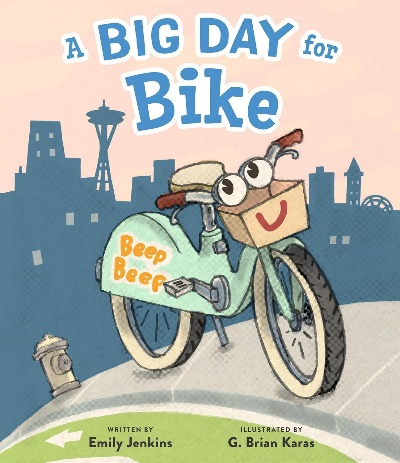 A BIG DAY for
Bike
Beep
Beep
WRITTEN BY
Emily Jenkins
ILLUSTRATED BY
G. Brian Karas